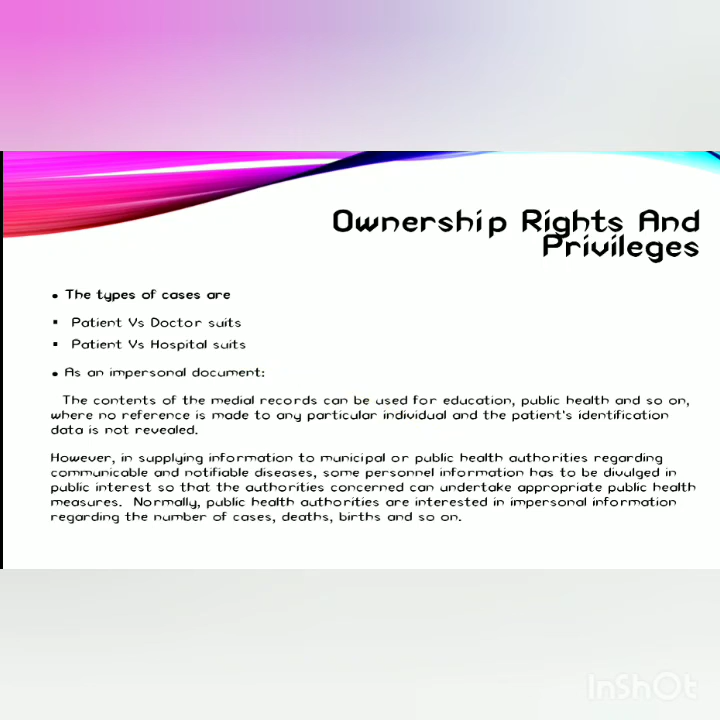 Ownership Rights And
Privileges
• The types of cases are
▪ Patient Vs Doctor suits
▪ Patient Vs Hospital suits
• As an impersonal document:
The contents of the medial records can be used for education, public health and so on,
where no reference is made to any particular individual and the patient's identification
data is not revealed.
However, in supplying information to municipal or public health authorities regarding
communicable and notifiable diseases, some personnel information has to be divulged in
public interest so that the authorities concerned can undertake appropriate public health
measures. Normally, public health authorities are interested in impersonal information
regarding the number of cases, deaths, births and so on.
InShOt